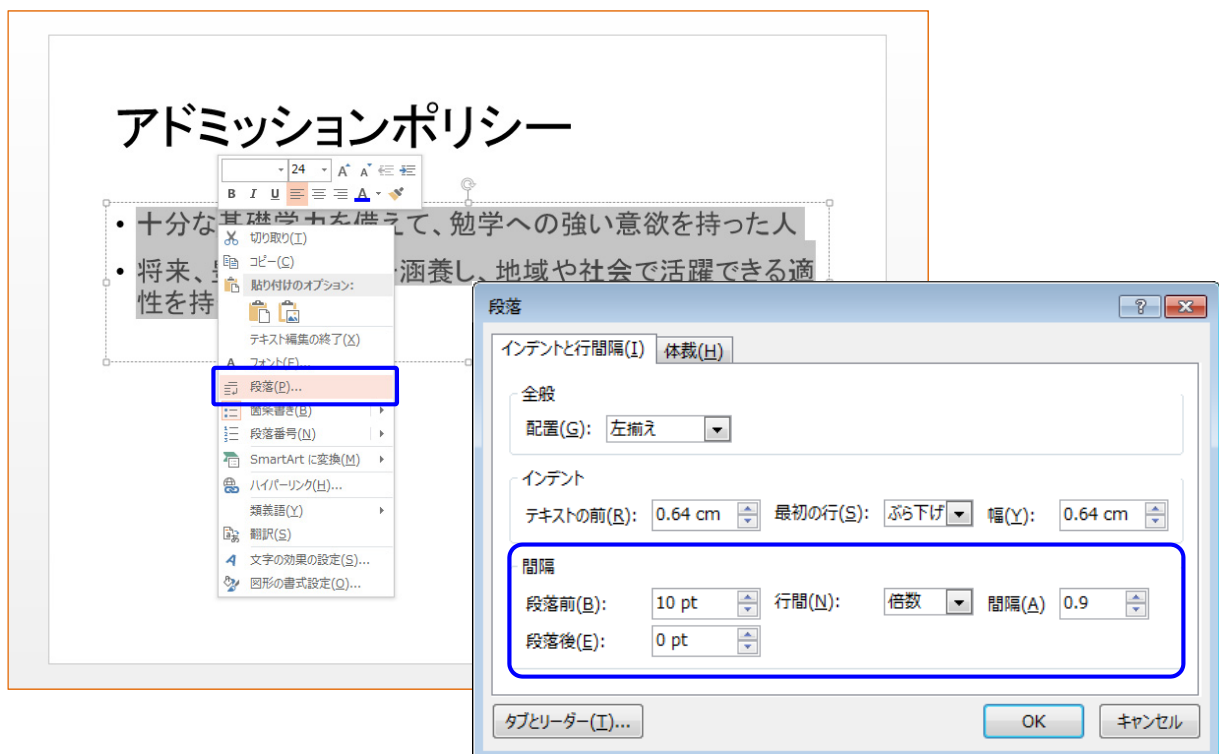 アドミッションポリシー
24
A A
B I U A
• 十分な基礎学力を備えて、勉学への強い意欲を持った人
• 将来、
涵養し、地域や社会で活躍できる適
性を持
切り取り(T)
コピー(C)
貼り付けのオプション:
テキスト編集の終了(X)
A フォント(F)...
段落(P)...
箇条書き(B)
段落番号(N)
SmartArt に変換(M)
ハイパーリンク(H)...
類義語(Y)
翻訳(S)
文字の効果の設定(S)...
図形の書式設定(O)...
段落
インデントと行間隔(I) 体裁(H)
全般
配置(G): 左揃え
インデント
テキストの前(R): 0.64 cm 最初の行(S): ぶら下げ 幅(Y): 0.64 cm
間隔
段落前(B): 10 pt 行間(N): 倍数 間隔(A) 0.9
段落後(E): 0 pt
タブとリーダー(T)... OK キャンセル